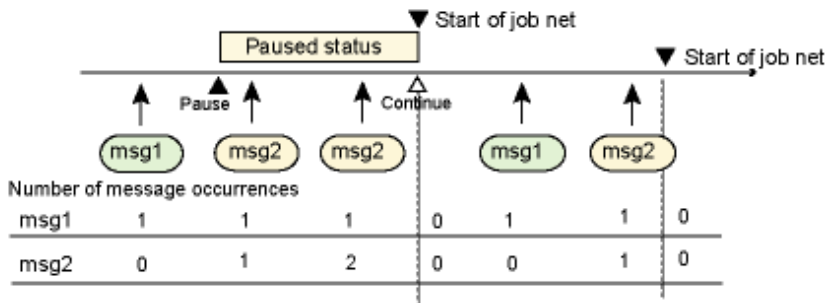 Start of job net
Paused status
Start of job net
Pause
Continue
msg1 msg2 msg2 msg1 msg2
Number of message occurrences
msg1 1 1 1 0 1 1 0
msg2 0 1 2 0 0 1 0